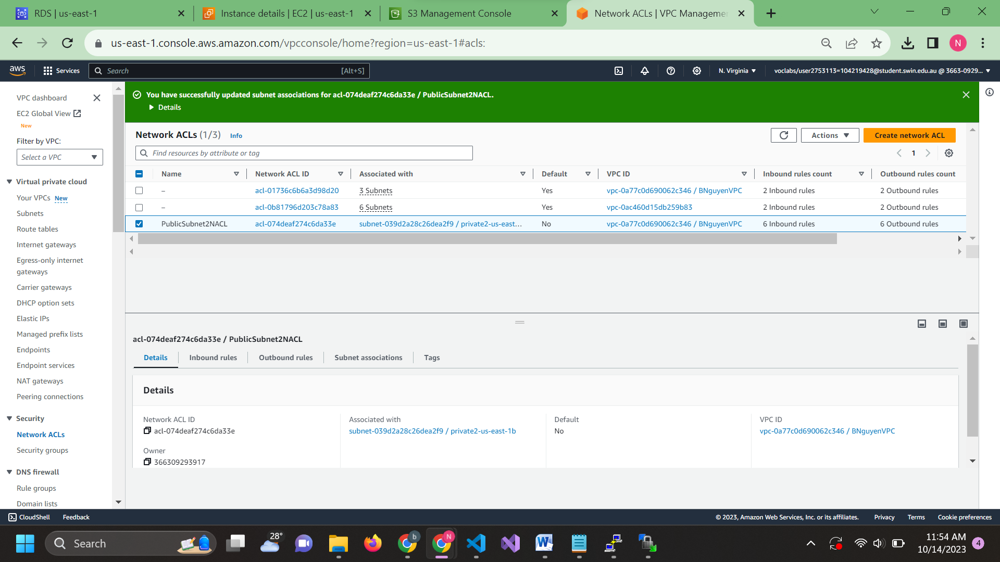 RDS | us-east-1
Instance details | EC2 | us-east-1
S3 Management Console
Network ACLs | VPC Manageme
us-east-1.console.aws.amazon.com/vpcconsole/home?region=us-east-1#acls:
N
aws
Services
Search
[Alt+S]
N. Virginia
voclabs/user2753113=104219428@student.swin.edu.au @ 3663-0929...
VPC dashboard
EC2 Global View
New
Filter by VPC:
Select a VPC
Virtual private cloud
Your VPCs New
Subnets
Route tables
Internet gateways
Egress-only internet
gateways
Carrier gateways
DHCP option sets
Elastic IPs
Managed prefix lists
Endpoints
Endpoint services
NAT gateways
Peering connections
Security
Network ACLs
Security groups
DNS firewall
Rule groups
Domain lists
You have successfully updated subnet associations for acl-074deaf274c6da33e / PublicSubnet2NACL.
Details
Network ACLs (1/3) Info
Actions
Create network ACL
Find resources by attribute or tag
1
Name Network ACL ID Associated with Default VPC ID Inbound rules count Outbound rules count
– acl-01736c6b6a3d98d20 3 Subnets Yes vpc-0a77c0d690062c346 / BNguyenVPC 2 Inbound rules 2 Outbound rules
– acl-0b81796d203c78a83 6 Subnets Yes vpc-0ac460d15db259b83 2 Inbound rules 2 Outbound rules
PublicSubnet2NACL acl-074deaf274c6da33e subnet-039d2a28c26dea2f9 / private2-us-east... No vpc-0a77c0d690062c346 / BNguyenVPC 6 Inbound rules 6 Outbound rules
acl-074deaf274c6da33e / PublicSubnet2NACL
Details Inbound rules Outbound rules Subnet associations Tags
Details
Network ACL ID
acl-074deaf274c6da33e
Associated with
subnet-039d2a28c26dea2f9 / private2-us-east-1b
Default
No
VPC ID
vpc-0a77c0d690062c346 / BNguyenVPC
Owner
366309293917
CloudShell
Feedback
© 2023, Amazon Web Services, Inc. or its affiliates.
Privacy
Terms
Cookie preferences
Search
28°
b
N
11:54 AM
10/14/2023
4